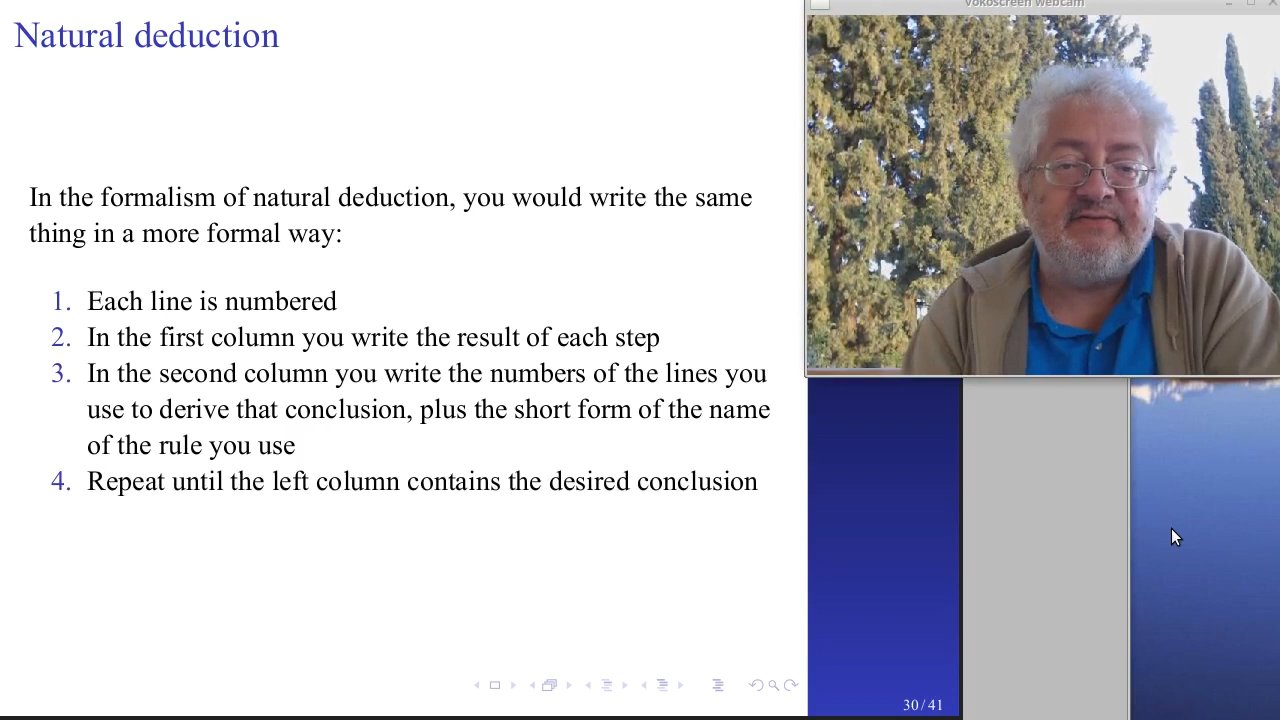 Natural deduction
vokoscreen webcam
In the formalism of natural deduction, you would write the same
thing in a more formal way:
1. Each line is numbered
2. In the first column you write the result of each step
3. In the second column you write the numbers of the lines you
use to derive that conclusion, plus the short form of the name
of the rule you use
4. Repeat until the left column contains the desired conclusion
30/41